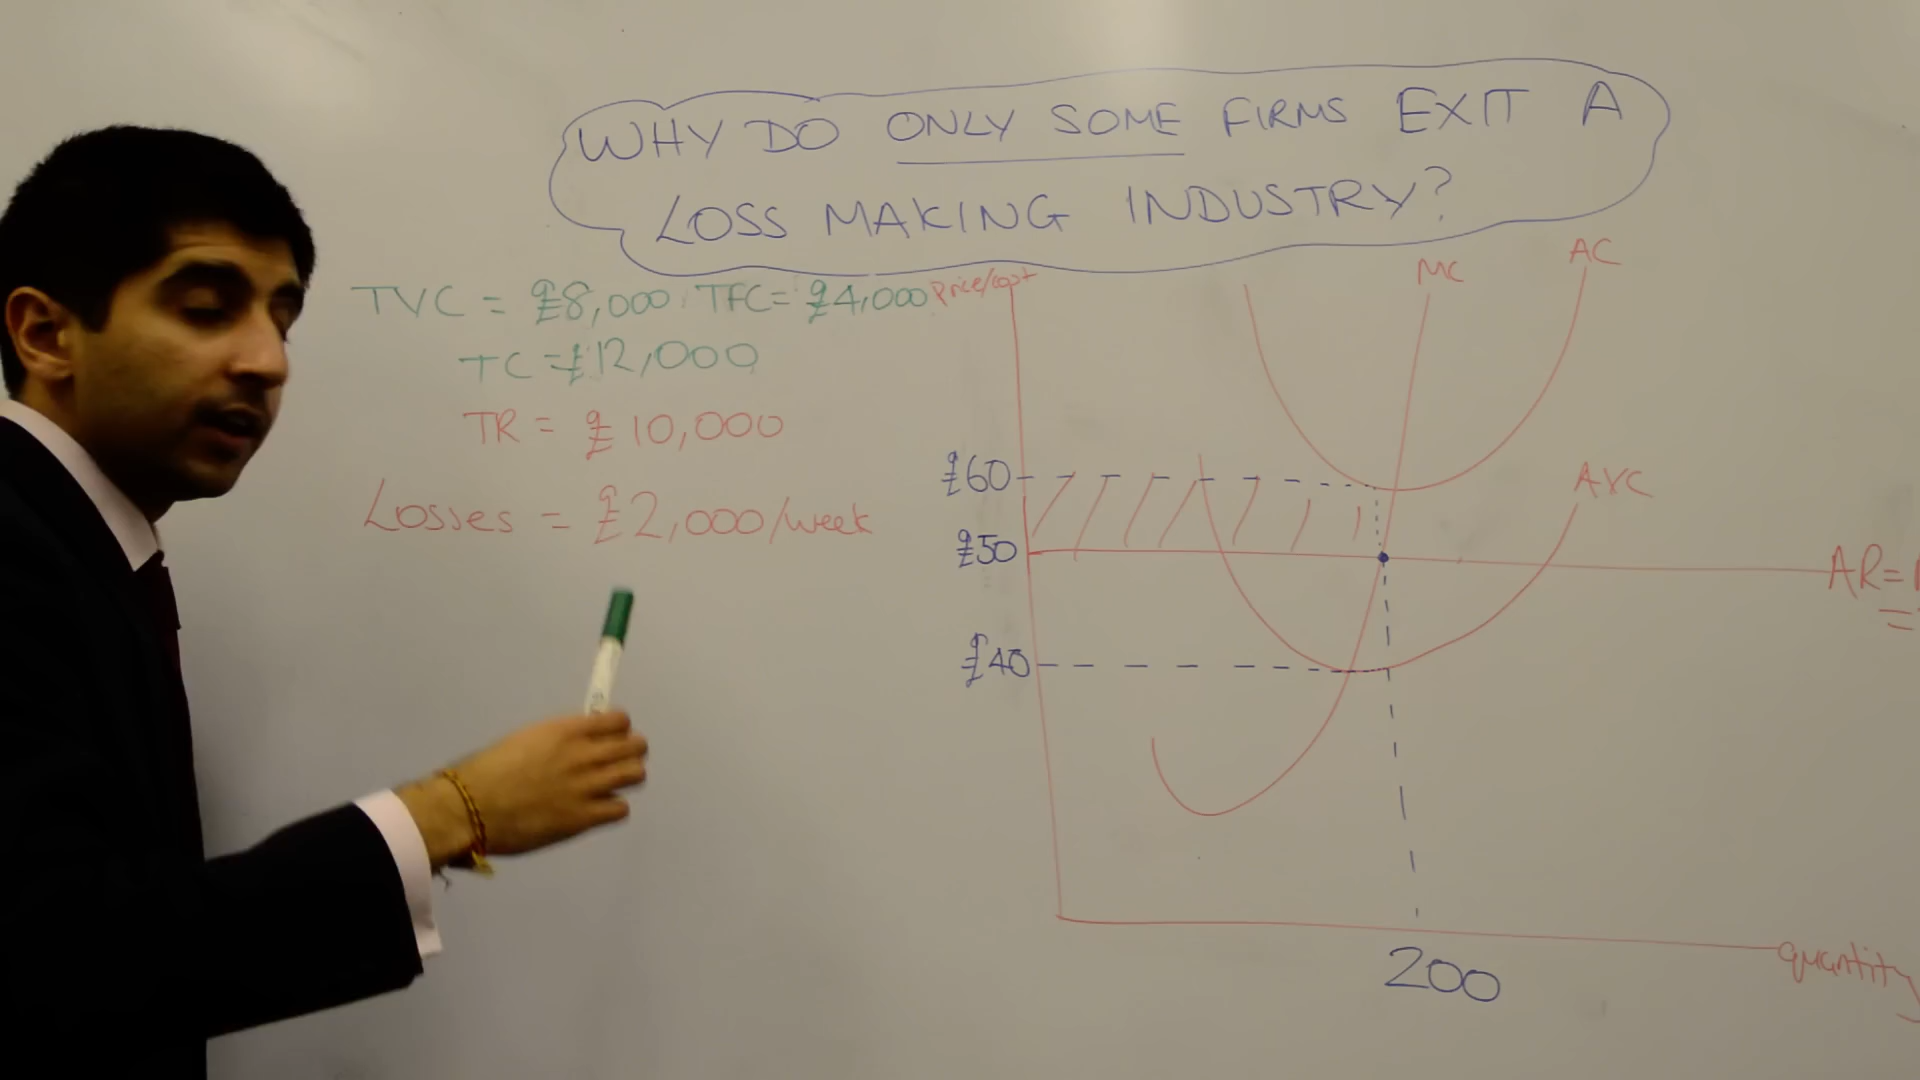 WHY DO ONLY SOME FIRMS EXIT A
LOSS MAKING INDUSTRY?
TVC = £8,000 TFC = £4,000
TC = £12,000
TR = £10,000
Losses = £2,000/week
price/cost
MC
AC
£60
AVC
£50
AR=
£40
200
quantity